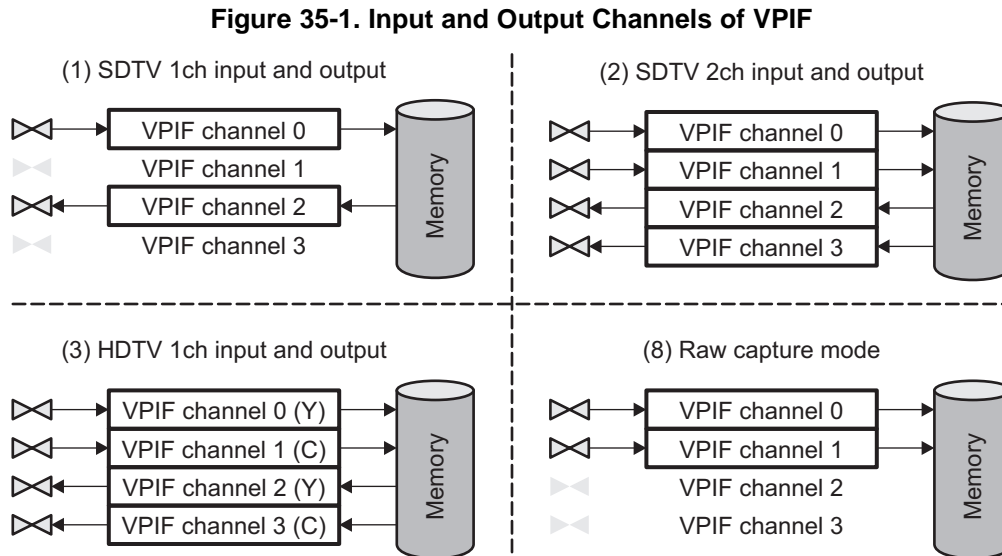 Figure 35-1. Input and Output Channels of VPIF
(1) SDTV 1ch input and output
VPIF channel 0
VPIF channel 1
VPIF channel 2
VPIF channel 3
Memory
(2) SDTV 2ch input and output
VPIF channel 0
VPIF channel 1
VPIF channel 2
VPIF channel 3
Memory
(3) HDTV 1ch input and output
VPIF channel 0 (Y)
VPIF channel 1 (C)
VPIF channel 2 (Y)
VPIF channel 3 (C)
Memory
(8) Raw capture mode
VPIF channel 0
VPIF channel 1
VPIF channel 2
VPIF channel 3
Memory